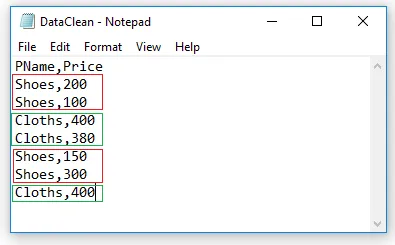 DataClean - Notepad
File Edit Format View Help
PName,Price
Shoes,200
Shoes,100
Cloths,400
Cloths,380
Shoes,150
Shoes,300
Cloths,400